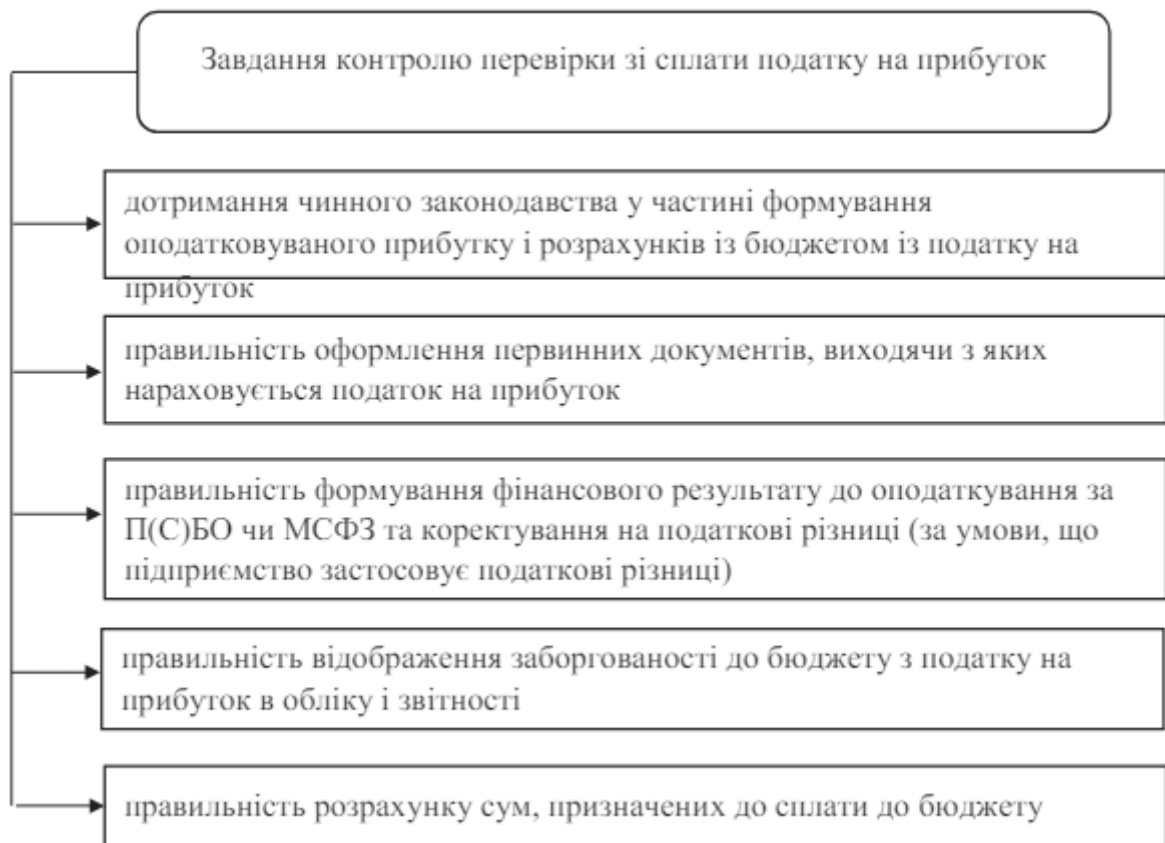 Завдання контролю перевірки зі сплати податку на прибуток
дотримання чинного законодавства у частині формування
оподатковуваного прибутку і розрахунків із бюджетом із податку на
прибуток
правильність оформлення первинних документів, виходячи з яких
нараховується податок на прибуток
правильність формування фінансового результату до оподаткування за
П(С)БО чи МСФЗ та коректування на податкові різниці (за умови, що
підприємство застосовує податкові різниці)
правильність відображення заборгованості до бюджету з податку на
прибуток в обліку і звітності
правильність розрахунку сум, призначених до сплати до бюджету